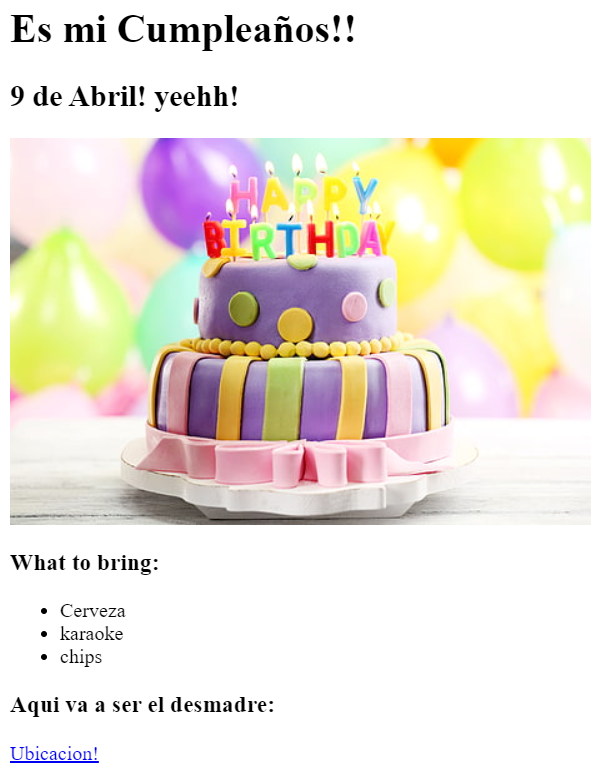 Es mi Cumpleaños!!
9 de Abril! yeehh!
HAPPY
BIRTHDAY
What to bring:
Cerveza
karaoke
chips
Aqui va a ser el desmadre:
Ubicacion!